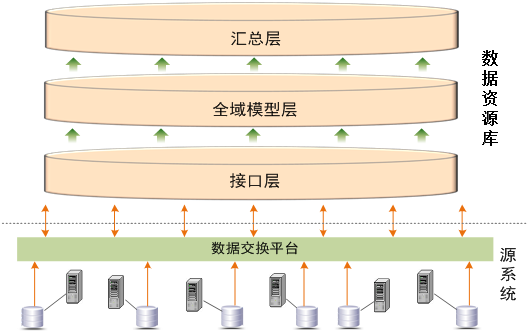 汇总层
全域模型层
接口层
数据资源库
数据交换平台
源系统